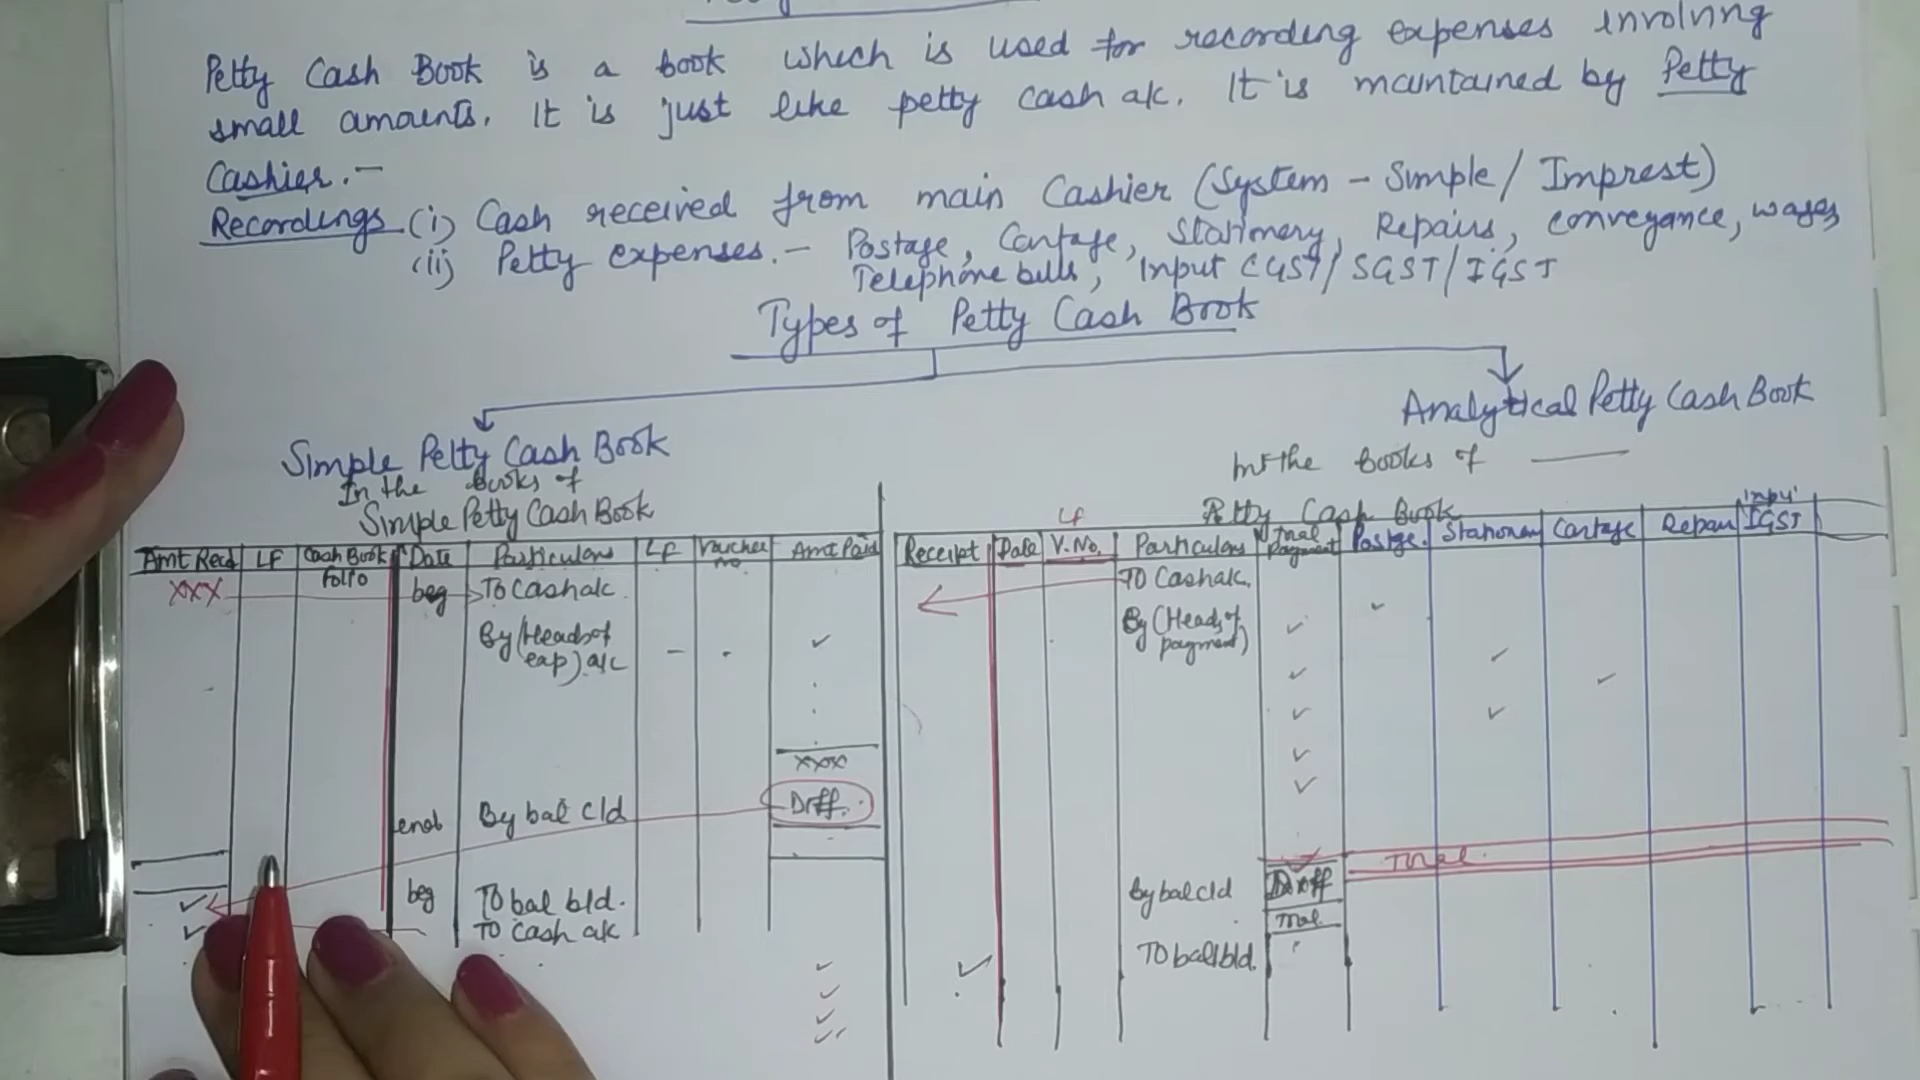 Petty Cash Book is a book which is used for recording expenses involving
small amounts. It is just like petty cash a/c. It is maintained by Petty
Cashier.-
Recordings (i) Cash received from main Cashier (System - Simple/ Imprest)
(ii) Petty expenses.- Postage, Cartage, Stationery, Repairs, conveyance, wages,
Telephone bills, Input CGST/ SGST/ IGST
Types of Petty Cash Book
Simple Petty Cash Book
In the books of
Simple Petty Cash Book
Amt Recd LF Cash Book Folio Date Particulars LF Voucher no Amt Paid
XXX beg To Cash a/c
By (Heads of exp) a/c - .
XXX
end By bal c/d Diff.
beg To bal b/d.
To Cash a/c
Analytical Petty Cash Book
In the books of
Petty Cash Book
LF
Receipt Date V.No. Particulars Total Payment Postge. Stationery Cartage Repair Input IGST
To Cash a/c
By (Heads of payment)
Total
By bal c/d Diff
Total
To bal b/d.